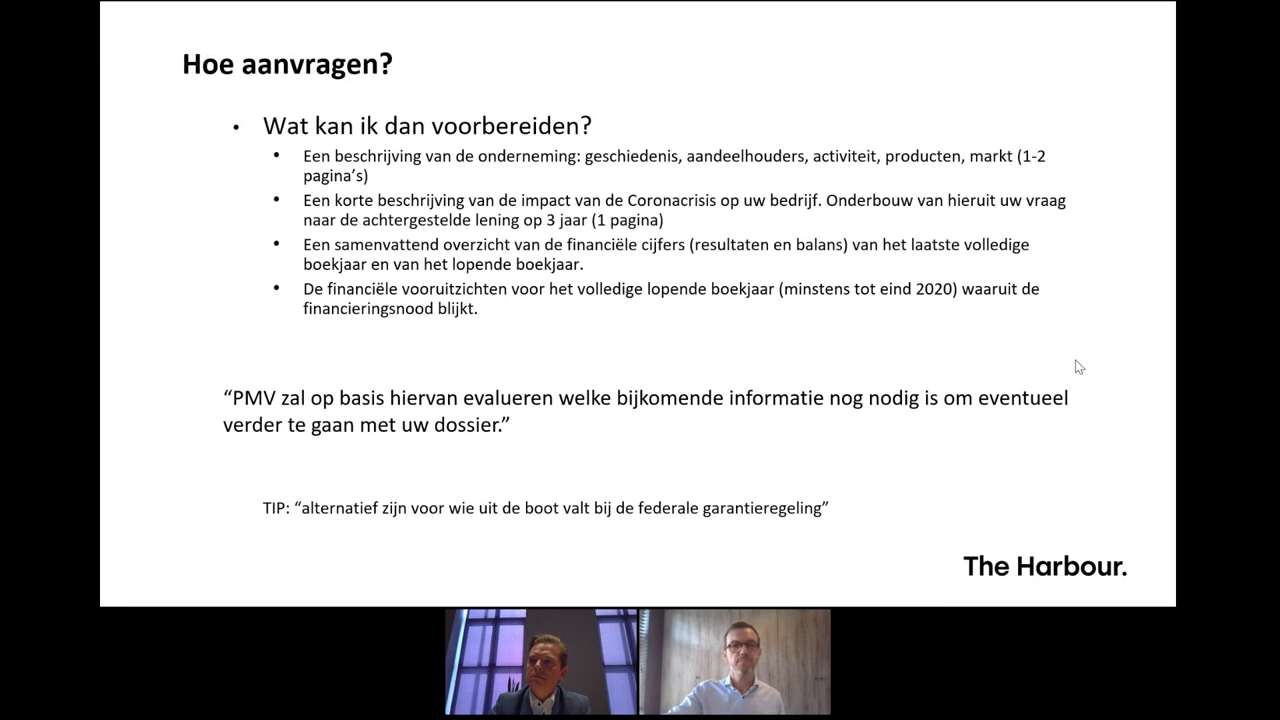 Hoe aanvragen?
• Wat kan ik dan voorbereiden?
• Een beschrijving van de onderneming: geschiedenis, aandeelhouders, activiteit, producten, markt (1-2
pagina’s)
• Een korte beschrijving van de impact van de Coronacrisis op uw bedrijf. Onderbouw van hieruit uw vraag
naar de achtergestelde lening op 3 jaar (1 pagina)
• Een samenvattend overzicht van de financiële cijfers (resultaten en balans) van het laatste volledige
boekjaar en van het lopende boekjaar.
• De financiële vooruitzichten voor het volledige lopende boekjaar (minstens tot eind 2020) waaruit de
financieringsnood blijkt.
“PMV zal op basis hiervan evalueren welke bijkomende informatie nog nodig is om eventueel
verder te gaan met uw dossier.”
TIP: “alternatief zijn voor wie uit de boot valt bij de federale garantieregeling”
The Harbour.